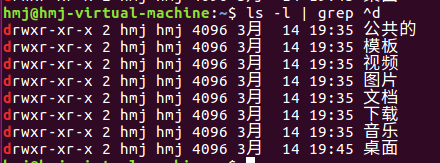 hmj@hmj-virtual-machine:~$ ls -l | grep ^d
drwxr-xr-x 2 hmj hmj 4096 3月   14 19:35 公共的
drwxr-xr-x 2 hmj hmj 4096 3月   14 19:35 模板
drwxr-xr-x 2 hmj hmj 4096 3月   14 19:35 视频
drwxr-xr-x 2 hmj hmj 4096 3月   14 19:35 图片
drwxr-xr-x 2 hmj hmj 4096 3月   14 19:35 文档
drwxr-xr-x 2 hmj hmj 4096 3月   14 19:35 下载
drwxr-xr-x 2 hmj hmj 4096 3月   14 19:35 音乐
drwxr-xr-x 2 hmj hmj 4096 3月   14 19:45 桌面